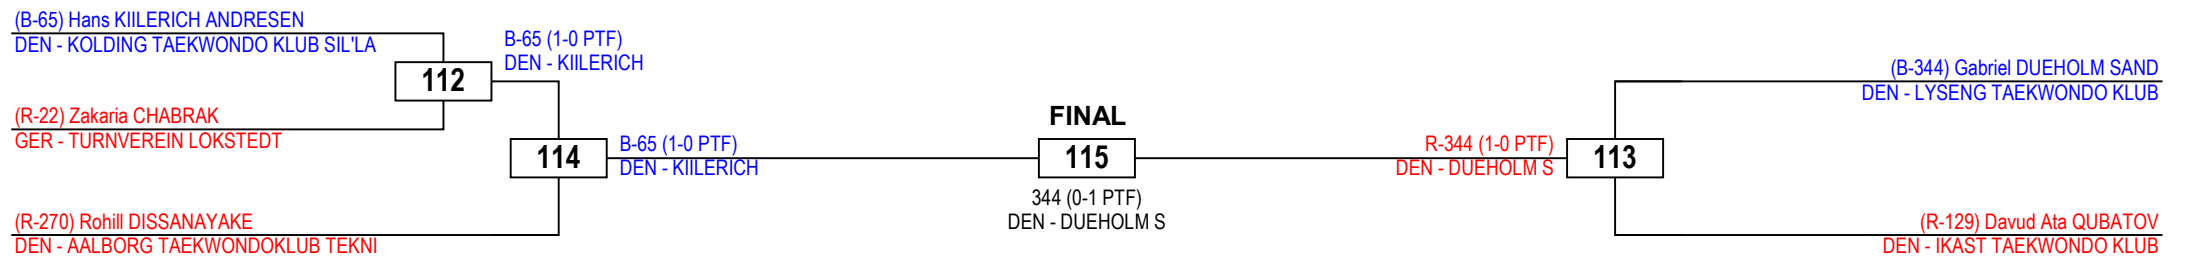 (B-65) Hans KIILERICH ANDRESEN
DEN - KOLDING TAEKWONDO KLUB SIL'LA
B-65 (1-0 PTF)
DEN - KIILERICH
112
(R-22) Zakaria CHABRAK
GER - TURNVEREIN LOKSTEDT
114
B-65 (1-0 PTF)
DEN - KIILERICH
(R-270) Rohill DISSANAYAKE
DEN - AALBORG TAEKWONDOKLUB TEKNI
FINAL
115
344 (0-1 PTF)
DEN - DUEHOLM S
R-344 (1-0 PTF)
DEN - DUEHOLM S
113
(B-344) Gabriel DUEHOLM SAND
DEN - LYSENG TAEKWONDO KLUB
(R-129) Davud Ata QUBATOV
DEN - IKAST TAEKWONDO KLUB